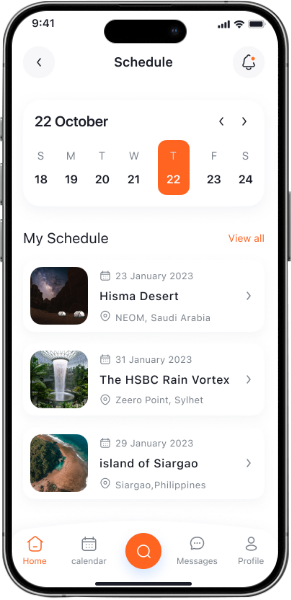 9:41
Schedule
22 October
S M T W T F S
18 19 20 21 22 23 24
My Schedule View all
23 January 2023
Hisma Desert
NEOM, Saudi Arabia
31 January 2023
The HSBC Rain Vortex
Zeero Point, Sylhet
29 January 2023
island of Siargao
Siargao,Philippines
Home calendar Messages Profile